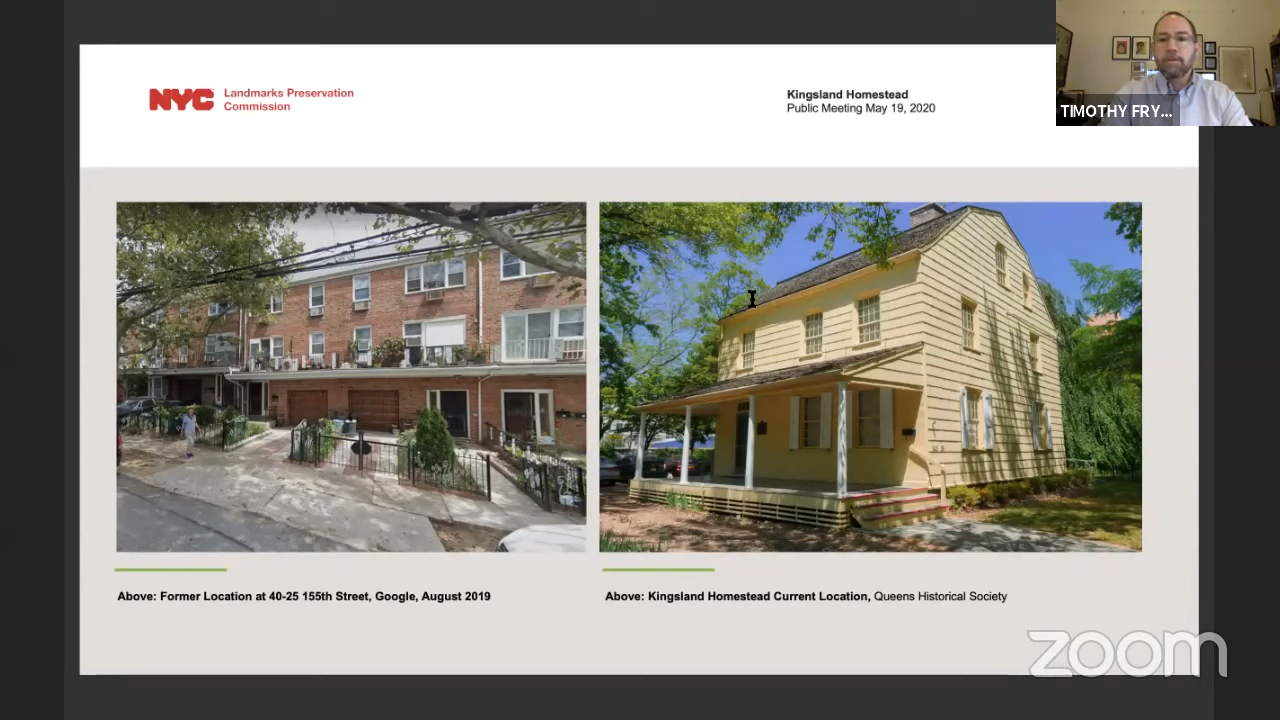 NYC Landmarks Preservation
Commission
Kingsland Homestead
Public Meeting May 19, 2020
TIMOTHY FRY...
Above: Former Location at 40-25 155th Street, Google, August 2019
Above: Kingsland Homestead Current Location, Queens Historical Society
zoom